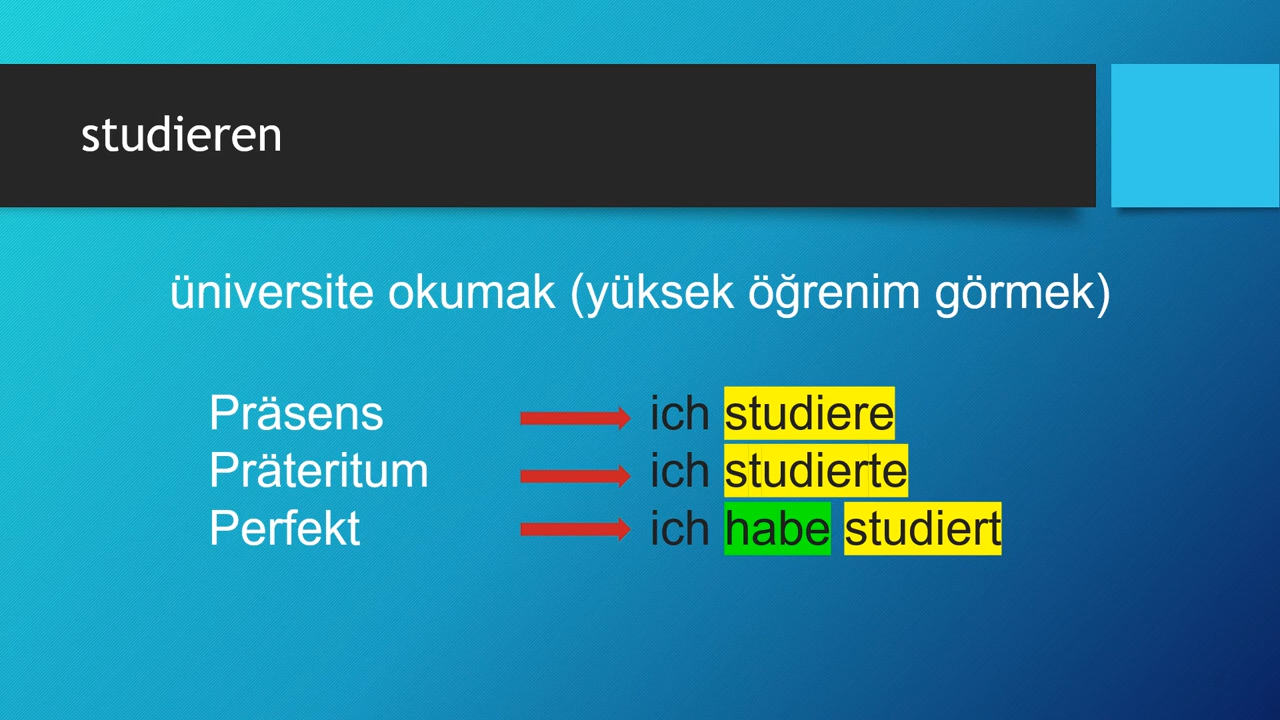 studieren
üniversite okumak (yüksek öğrenim görmek)
Präsens ich studiere
Präteritum ich studierte
Perfekt ich habe studiert